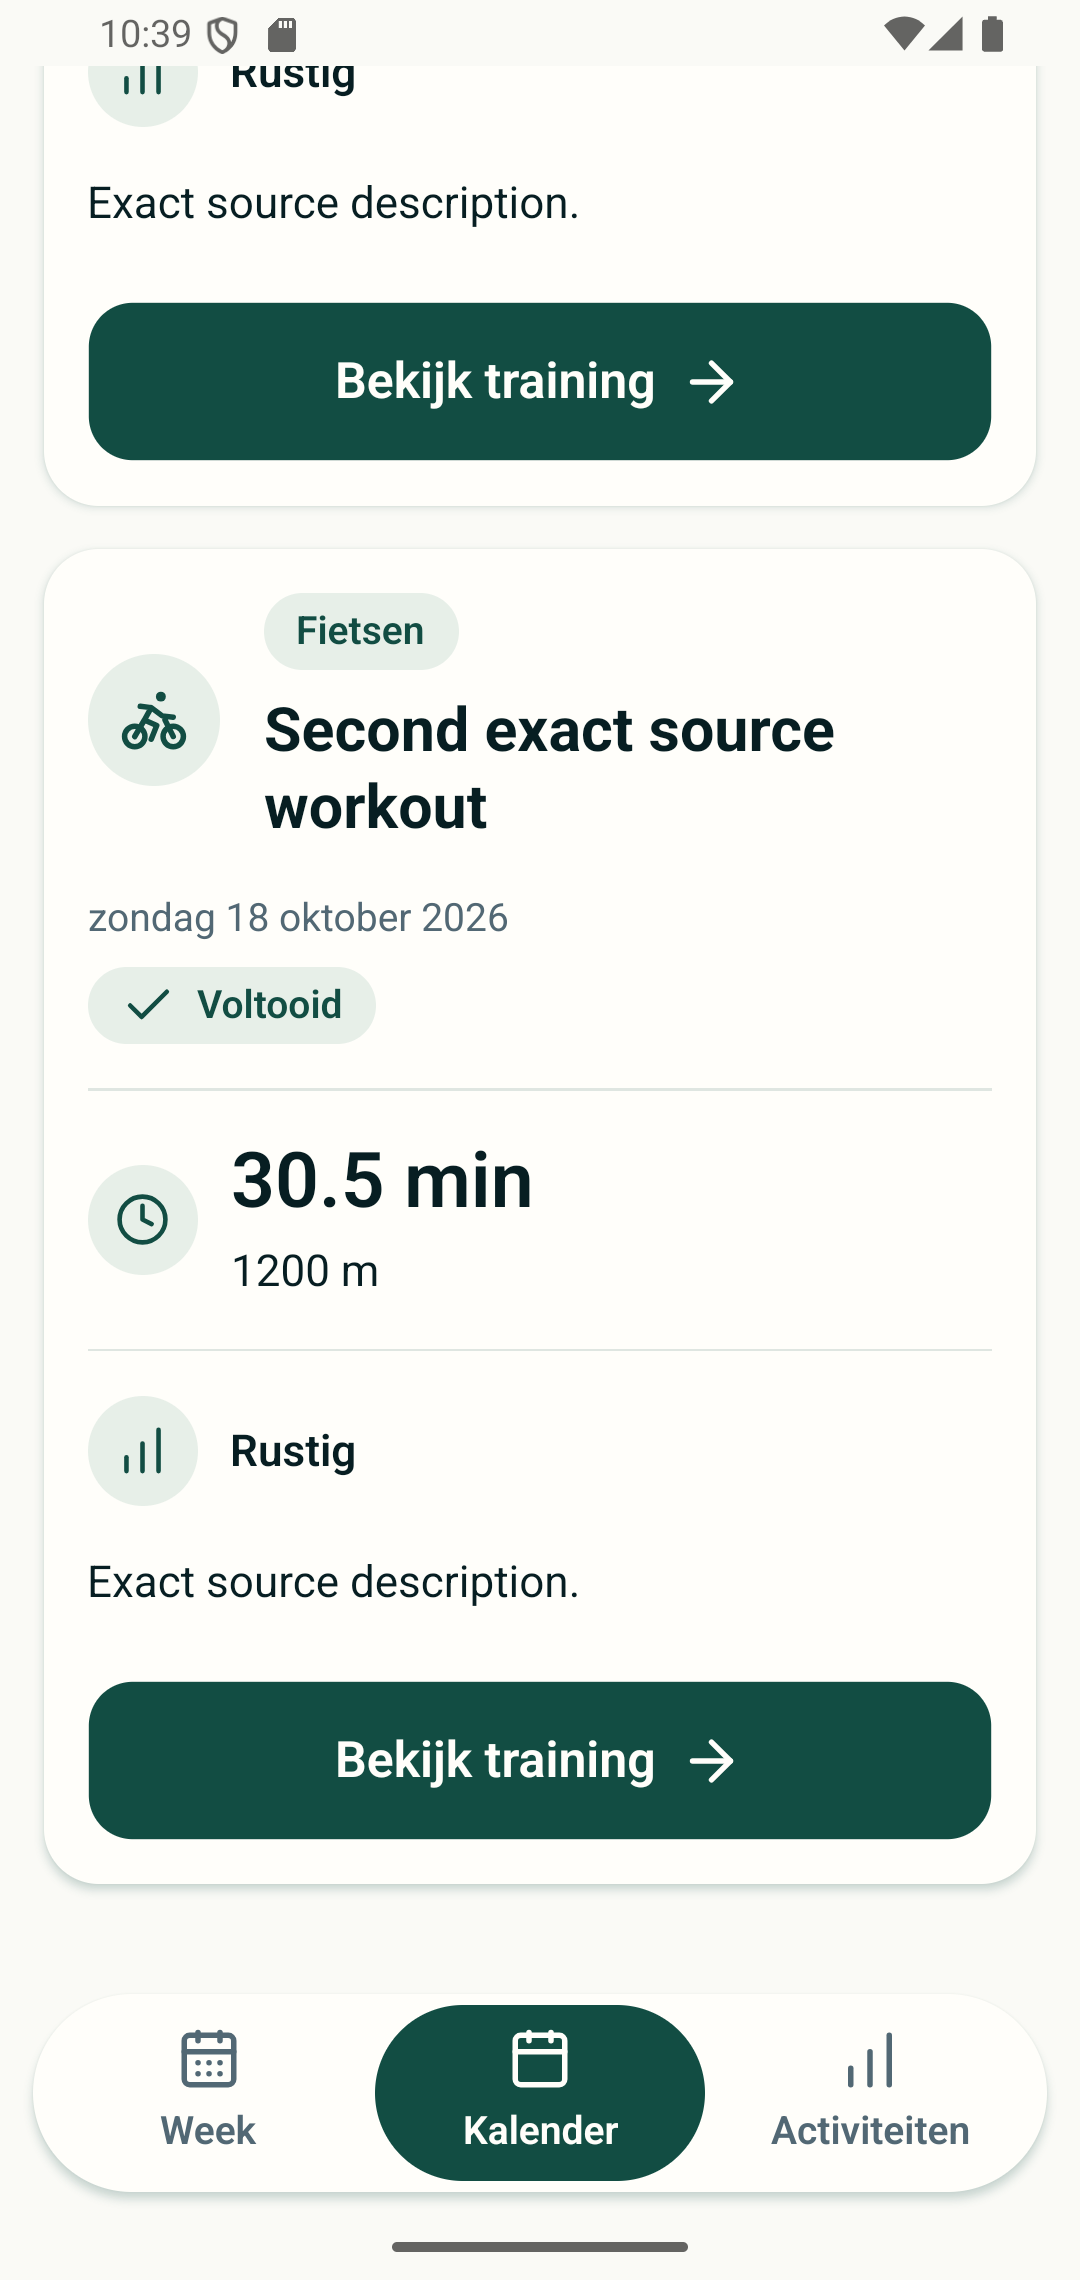 10:39
Rustig
Exact source description.
Bekijk training
Fietsen
Second exact source
workout
zondag 18 oktober 2026
Voltooid
30.5 min
1200 m
Rustig
Exact source description.
Bekijk training
Week
Kalender
Activiteiten